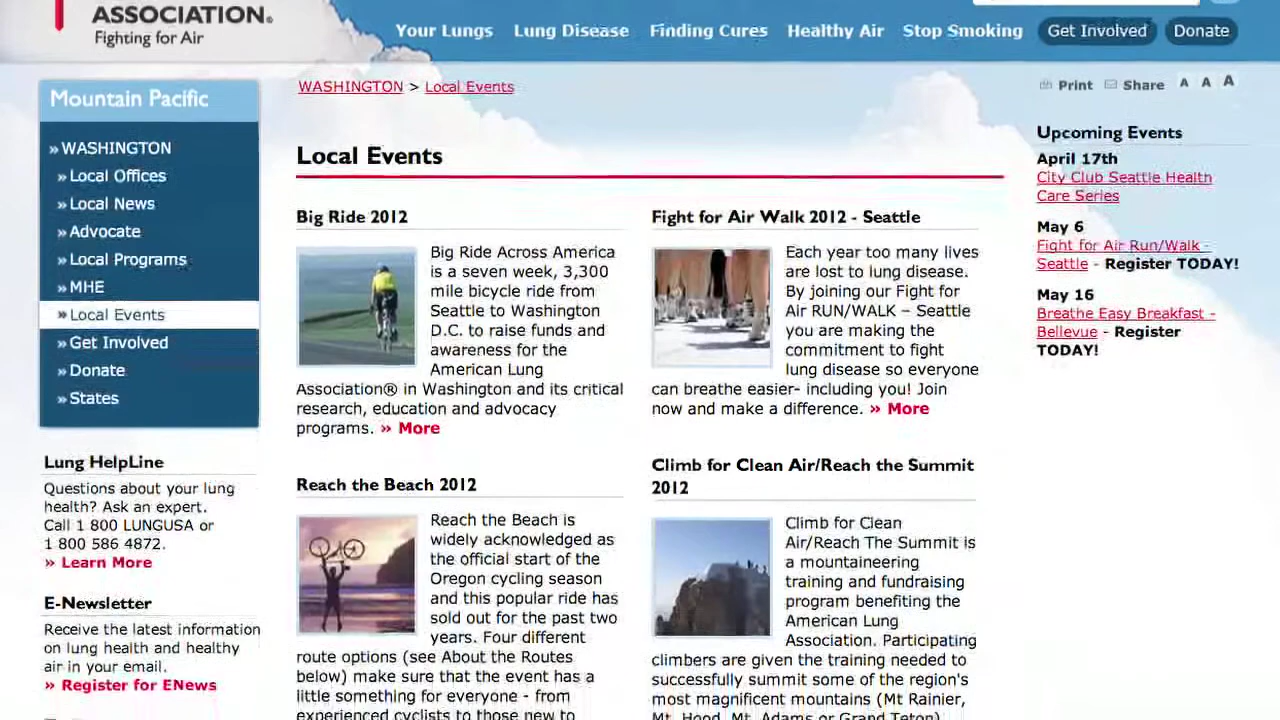 ASSOCIATION®
Fighting for Air
Your Lungs Lung Disease Finding Cures Healthy Air Stop Smoking Get Involved Donate
Mountain Pacific
» WASHINGTON
» Local Offices
» Local News
» Advocate
» Local Programs
» MHE
» Local Events
» Get Involved
» Donate
» States
Lung HelpLine
Questions about your lung
health? Ask an expert.
Call 1 800 LUNGUSA or
1 800 586 4872.
» Learn More
E-Newsletter
Receive the latest information
on lung health and healthy
air in your email.
» Register for ENews
WASHINGTON > Local Events
Local Events
Big Ride 2012
Big Ride Across America
is a seven week, 3,300
mile bicycle ride from
Seattle to Washington
D.C. to raise funds and
awareness for the
American Lung
Association® in Washington and its critical
research, education and advocacy
programs. » More
Reach the Beach 2012
Reach the Beach is
widely acknowledged as
the official start of the
Oregon cycling season
and this popular ride has
sold out for the past two
years. Four different
route options (see About the Routes
below) make sure that the event has a
little something for everyone - from
experienced cyclists to those new to
Fight for Air Walk 2012 - Seattle
Each year too many lives
are lost to lung disease.
By joining our Fight for
Air RUN/WALK – Seattle
you are making the
commitment to fight
lung disease so everyone
can breathe easier- including you! Join
now and make a difference. » More
Climb for Clean Air/Reach the Summit
2012
Climb for Clean
Air/Reach The Summit is
a mountaineering
training and fundraising
program benefiting the
American Lung
Association. Participating
climbers are given the training needed to
successfully summit some of the region's
most magnificent mountains (Mt Rainier,
Mt. Hood, Mt. Adams or Grand Teton)
Print Share A A A
Upcoming Events
April 17th
City Club Seattle Health
Care Series
May 6
Fight for Air Run/Walk -
Seattle - Register TODAY!
May 16
Breathe Easy Breakfast -
Bellevue - Register
TODAY!